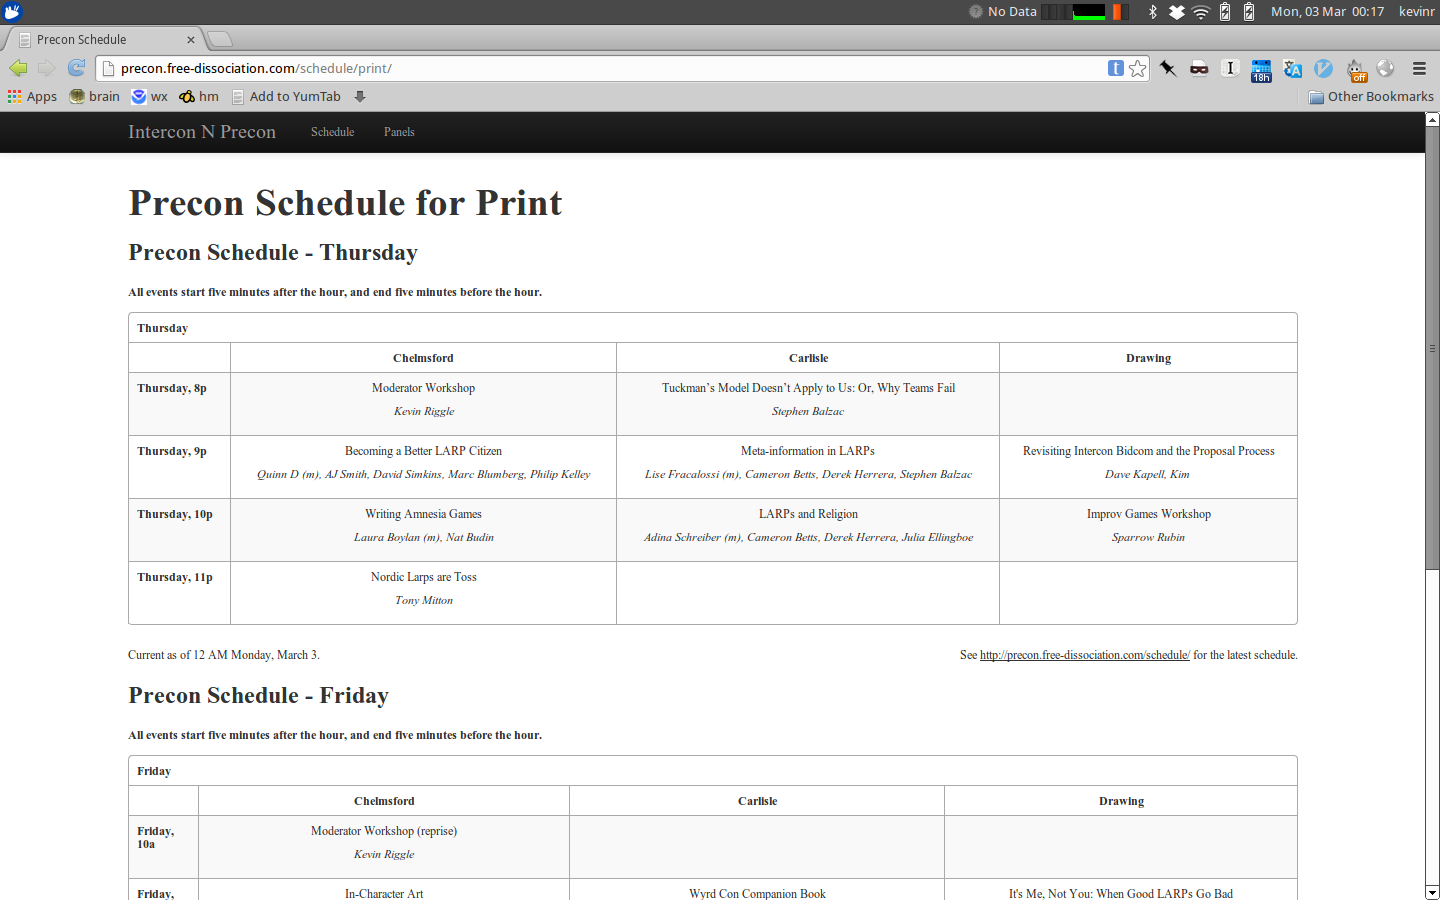 No Data
Mon, 03 Mar 00:17
kevinr
Precon Schedule
precon.free-dissociation.com/schedule/print/
t
I
18h
A
off
Apps
brain
wx
hm
Add to YumTab
Other Bookmarks
Intercon N Precon
Schedule
Panels
Precon Schedule for Print
Precon Schedule - Thursday
All events start five minutes after the hour, and end five minutes before the hour.
Thursday
Chelmsford
Carlisle
Drawing
Thursday, 8p
Moderator Workshop
Kevin Riggle
Tuckman’s Model Doesn’t Apply to Us: Or, Why Teams Fail
Stephen Balzac
Thursday, 9p
Becoming a Better LARP Citizen
Quinn D (m), AJ Smith, David Simkins, Marc Blumberg, Philip Kelley
Meta-information in LARPs
Lise Fracalossi (m), Cameron Betts, Derek Herrera, Stephen Balzac
Revisiting Intercon Bidcom and the Proposal Process
Dave Kapell, Kim
Thursday, 10p
Writing Amnesia Games
Laura Boylan (m), Nat Budin
LARPs and Religion
Adina Schreiber (m), Cameron Betts, Derek Herrera, Julia Ellingboe
Improv Games Workshop
Sparrow Rubin
Thursday, 11p
Nordic Larps are Toss
Tony Mitton
Current as of 12 AM Monday, March 3.
See http://precon.free-dissociation.com/schedule/ for the latest schedule.
Precon Schedule - Friday
All events start five minutes after the hour, and end five minutes before the hour.
Friday
Chelmsford
Carlisle
Drawing
Friday,
10a
Moderator Workshop (reprise)
Kevin Riggle
Friday,
In-Character Art
Wyrd Con Companion Book
It's Me, Not You: When Good LARPs Go Bad